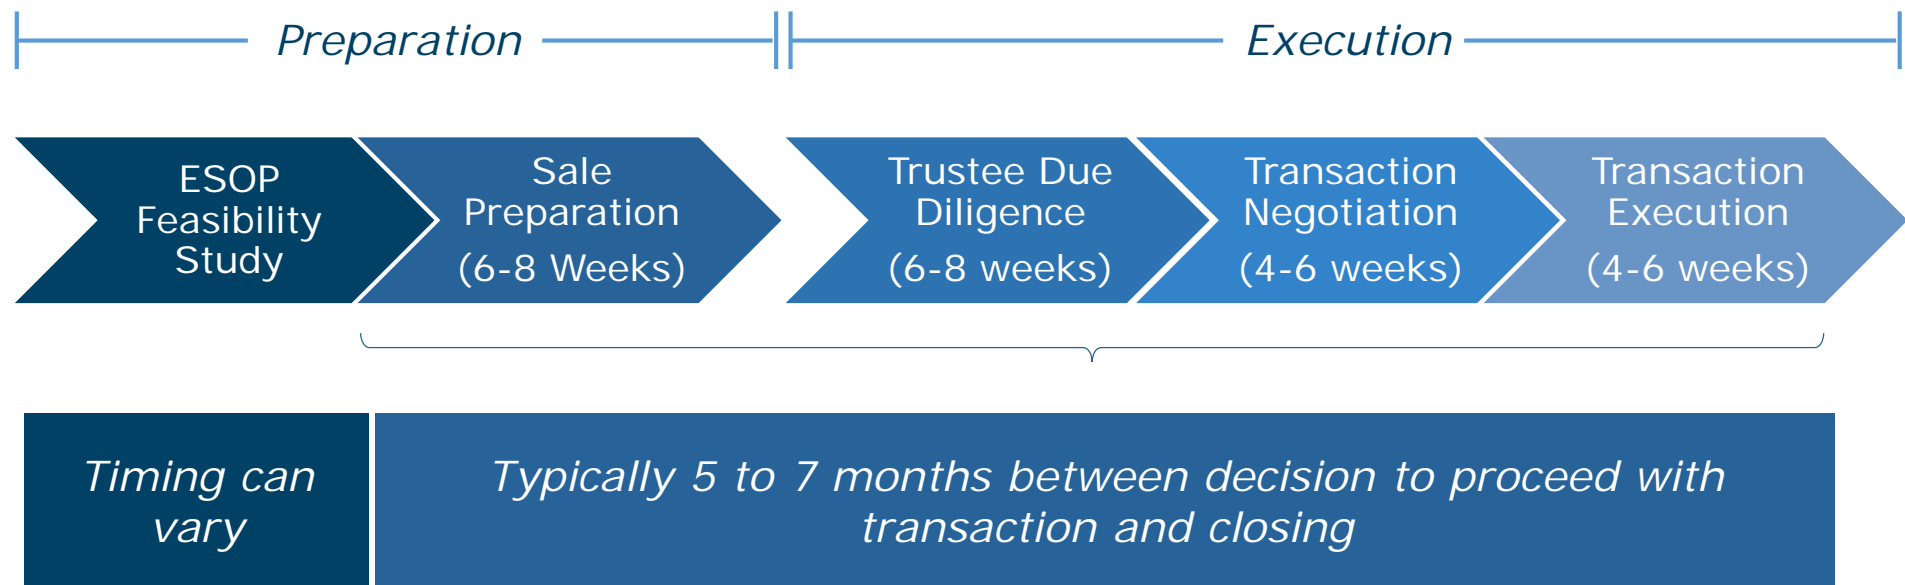 Preparation
Execution
ESOP
Feasibility
Study
Sale
Preparation
(6-8 Weeks)
Trustee Due
Diligence
(6-8 weeks)
Transaction
Negotiation
(4-6 weeks)
Transaction
Execution
(4-6 weeks)
Timing can
vary
Typically 5 to 7 months between decision to proceed with
transaction and closing